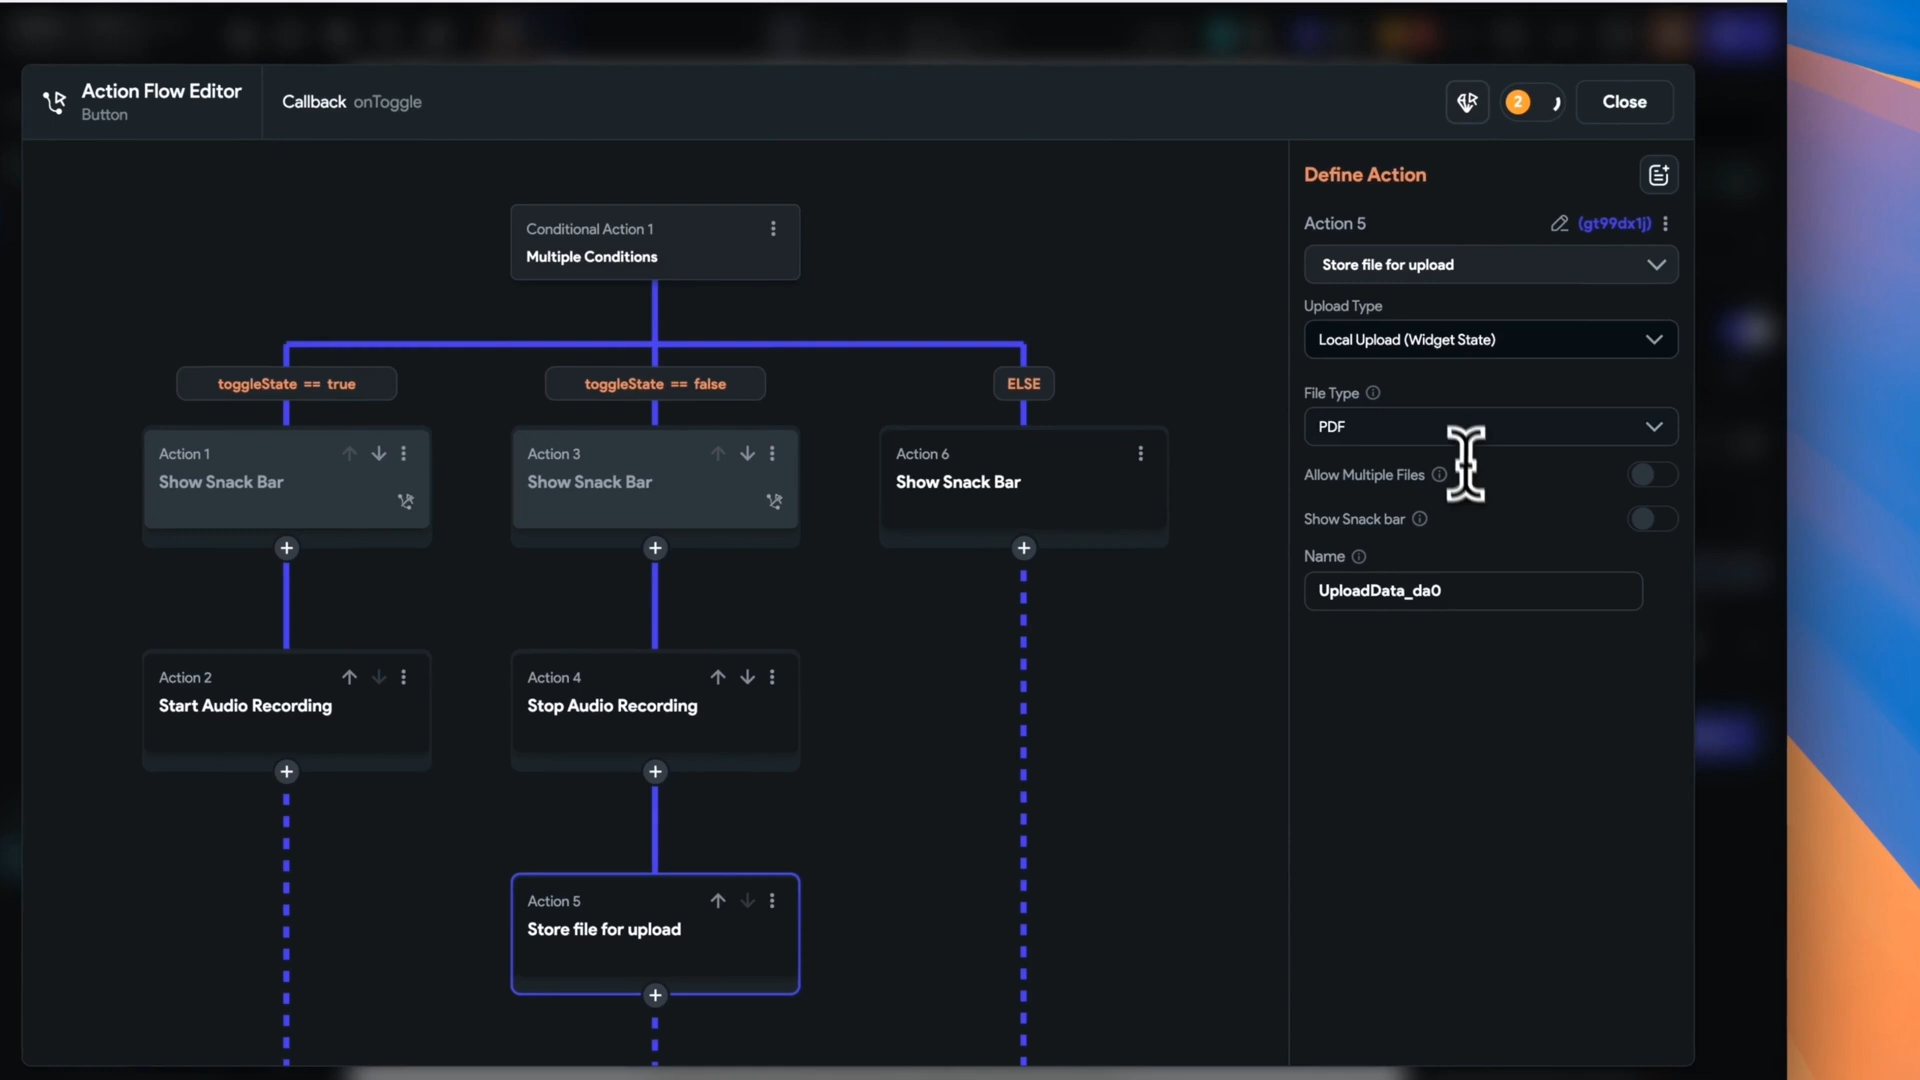 Action Flow Editor
Button
Callback onToggle
2
Close
Define Action
Action 5
(gt99dx1j)
Store file for upload
Upload Type
Local Upload (Widget State)
File Type
PDF
Allow Multiple Files
Show Snack bar
Name
UploadData_da0
Conditional Action 1
Multiple Conditions
toggleState == true
toggleState == false
ELSE
Action 1
Show Snack Bar
Action 3
Show Snack Bar
Action 6
Show Snack Bar
Action 2
Start Audio Recording
Action 4
Stop Audio Recording
Action 5
Store file for upload